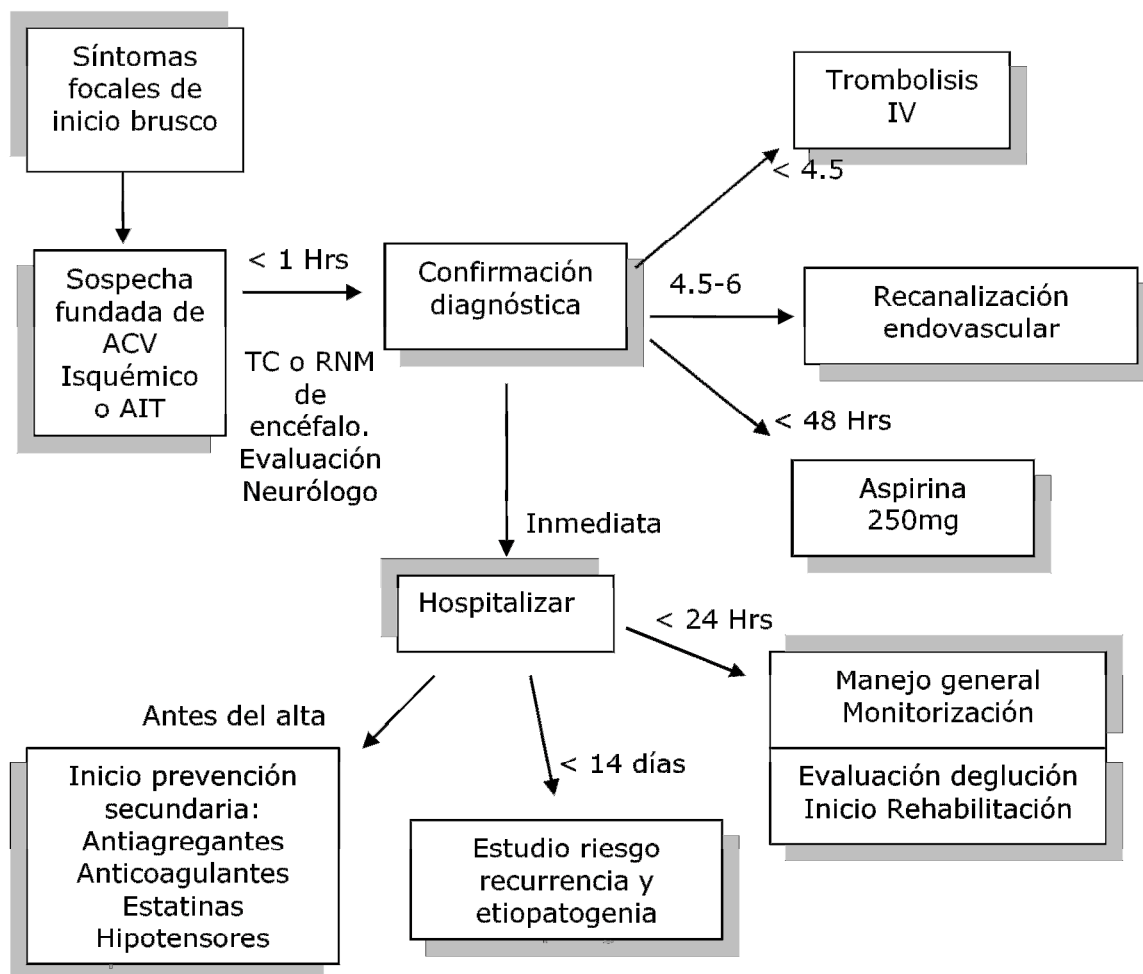 Síntomas
focales de
inicio brusco
Trombolisis
IV
< 4.5
Sospecha
fundada de
ACV
Isquémico
o AIT
< 1 Hrs
TC o RNM
de
encéfalo.
Evaluación
Neurólogo
Confirmación
diagnóstica
4.5-6
Recanalización
endovascular
< 48 Hrs
Aspirina
250mg
Inmediata
Hospitalizar
< 24 Hrs
Manejo general
Monitorización
Evaluación deglución
Inicio Rehabilitación
Antes del alta
Inicio prevención
secundaria:
Antiagregantes
Anticoagulantes
Estatinas
Hipotensores
< 14 días
Estudio riesgo
recurrencia y
etiopatogenia